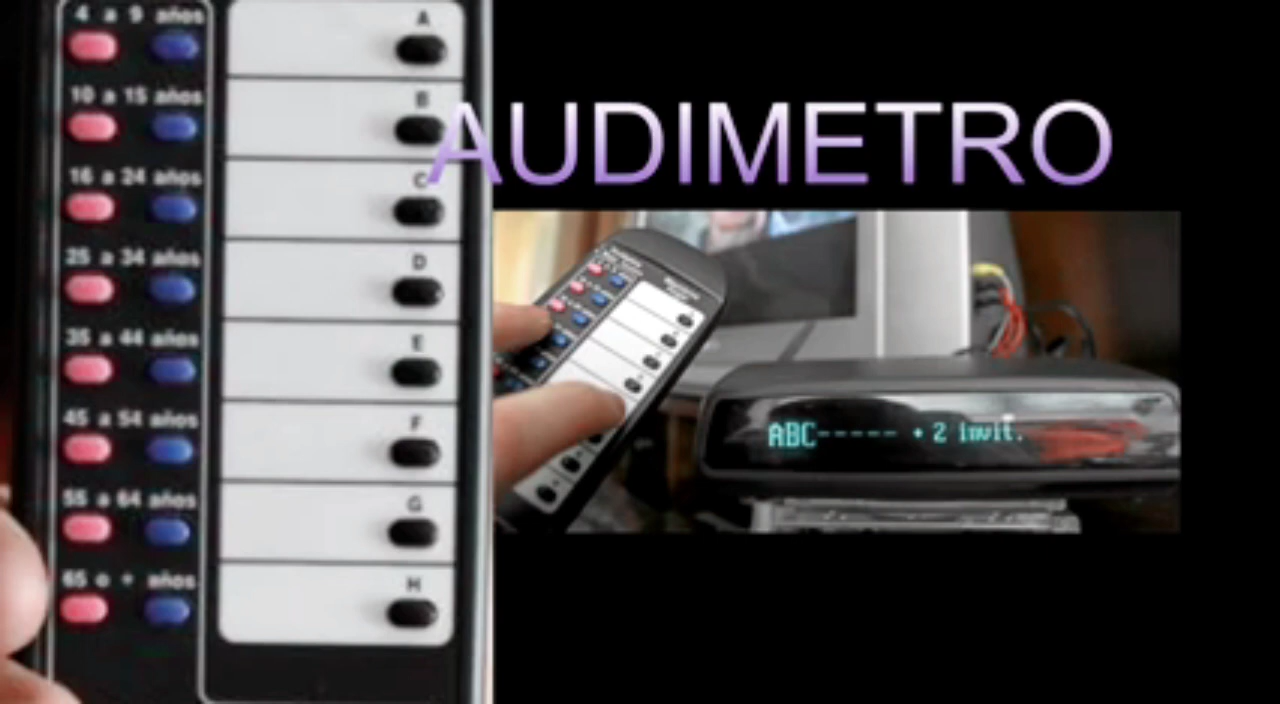 4 a 9 años
A
10 a 15 años
B
AUDIMETRO
16 a 24 años
C
25 a 34 años
D
35 a 44 años
E
45 a 54 años
F
ABC----- + 2 invit.
55 a 64 años
G
65 o + años
H